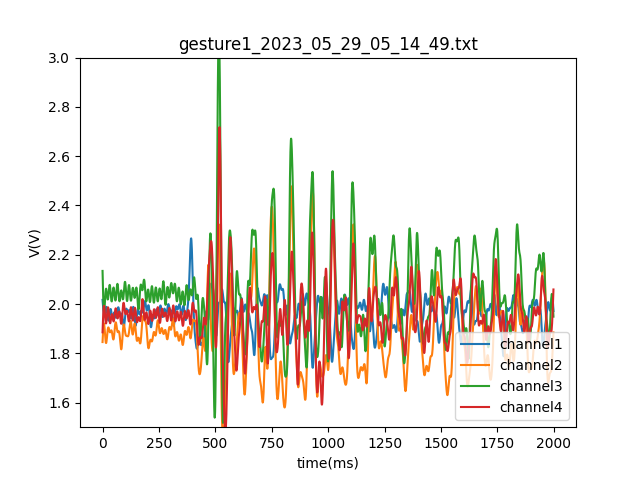 gesture1_2023_05_29_05_14_49.txt
3.0
2.8
2.6
2.4
2.2
2.0
1.8
1.6
V(V)
channel1
channel2
channel3
channel4
0 250 500 750 1000 1250 1500 1750 2000
time(ms)